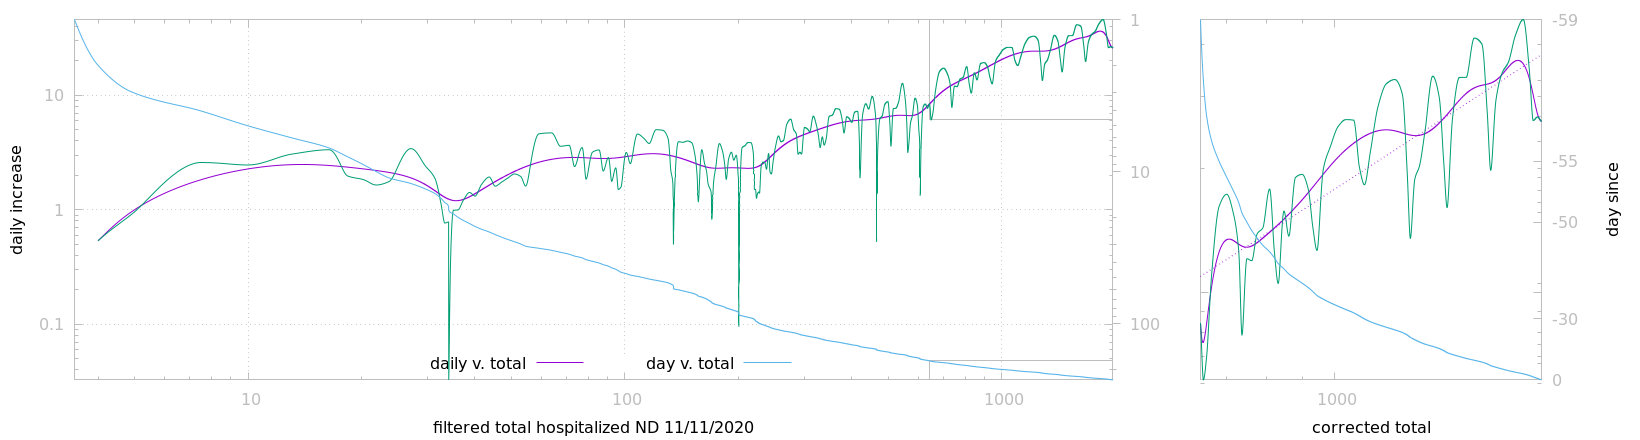 1
-59
10
10
-55
1
-50
daily increase
day since
0.1
100
-30
daily v. total
day v. total
0
10
100
1000
1000
filtered total hospitalized ND 11/11/2020
corrected total